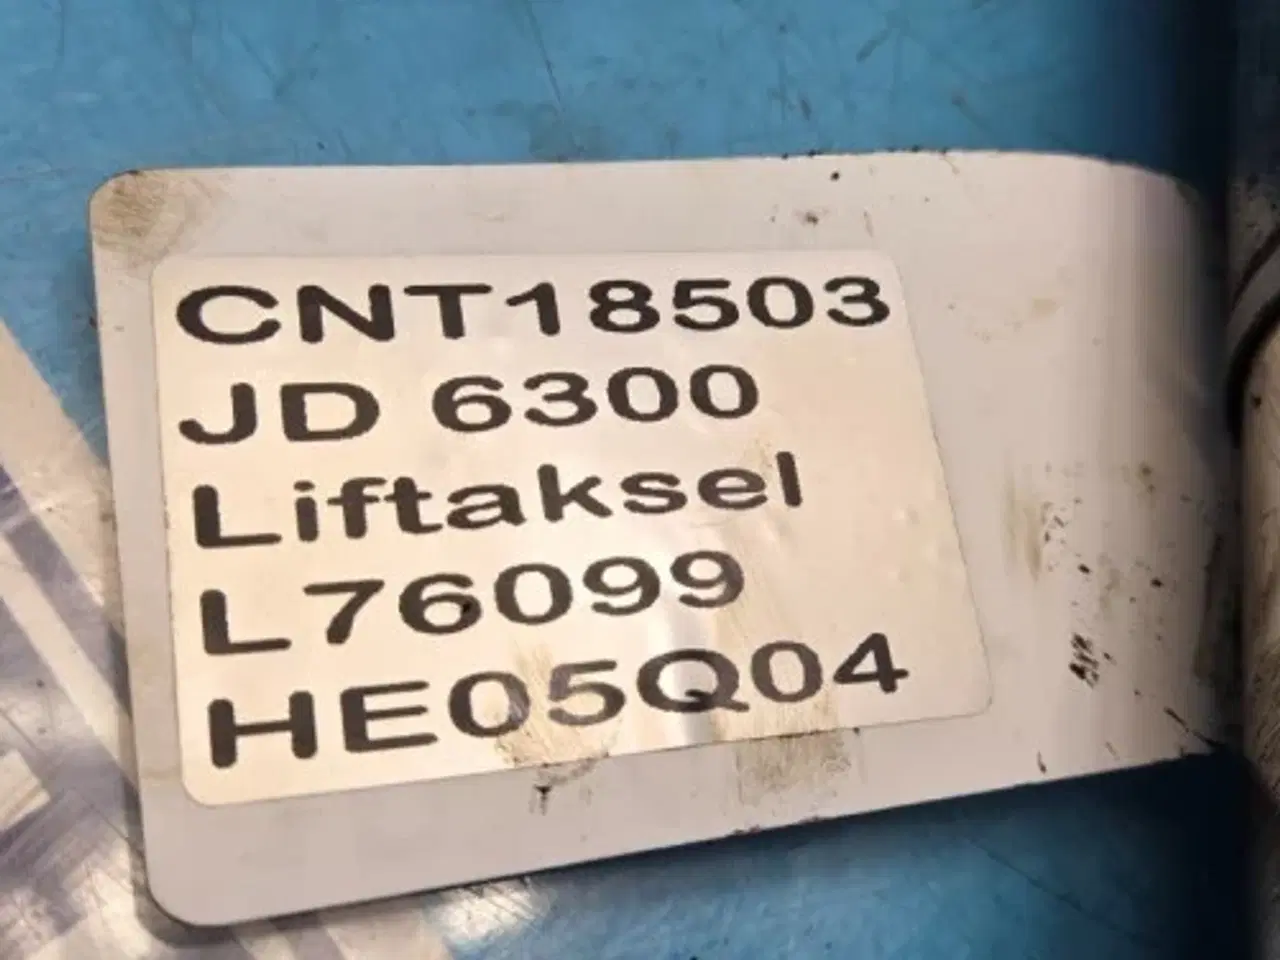 CNT18503
JD 6300
Liftaksel
L76099
HE05Q04